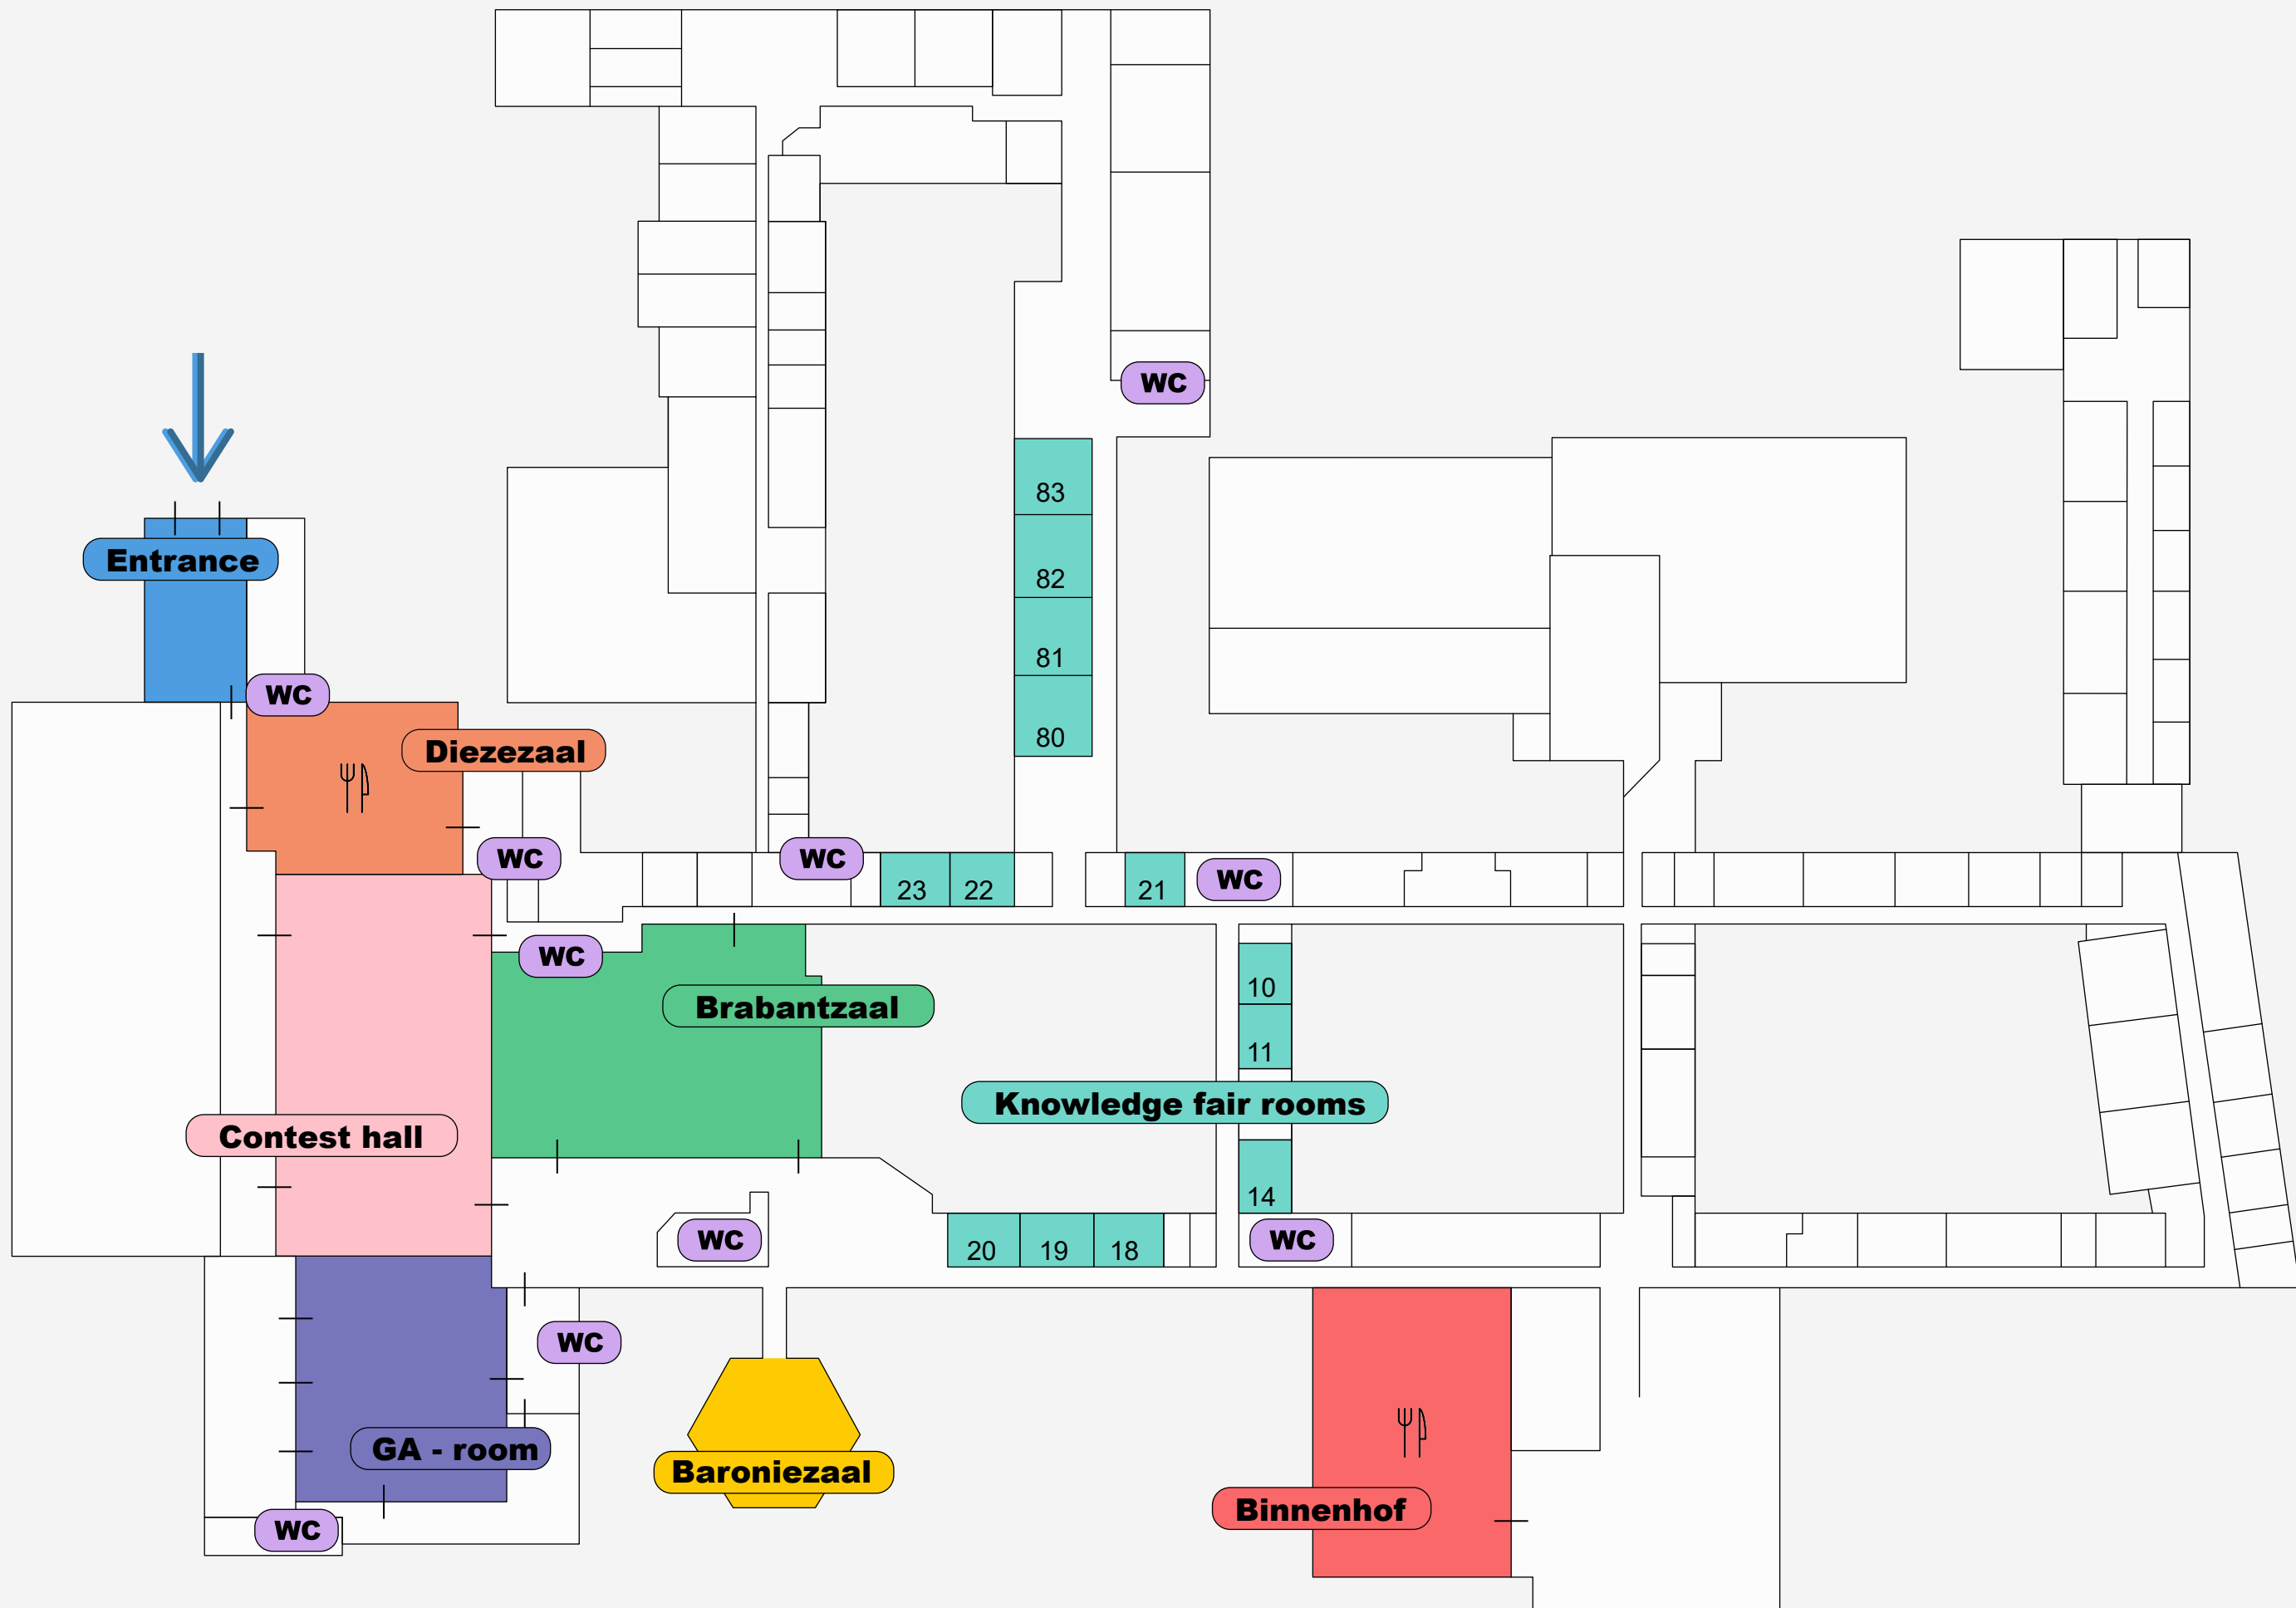 WC
83
Entrance
82
81
WC
80
Diezezaal
WC
WC
WC
23
22
21
WC
10
Brabantzaal
11
Knowledge fair rooms
Contest hall
14
WC
20
19
18
WC
WC
GA - room
Baroniezaal
Binnenhof
WC